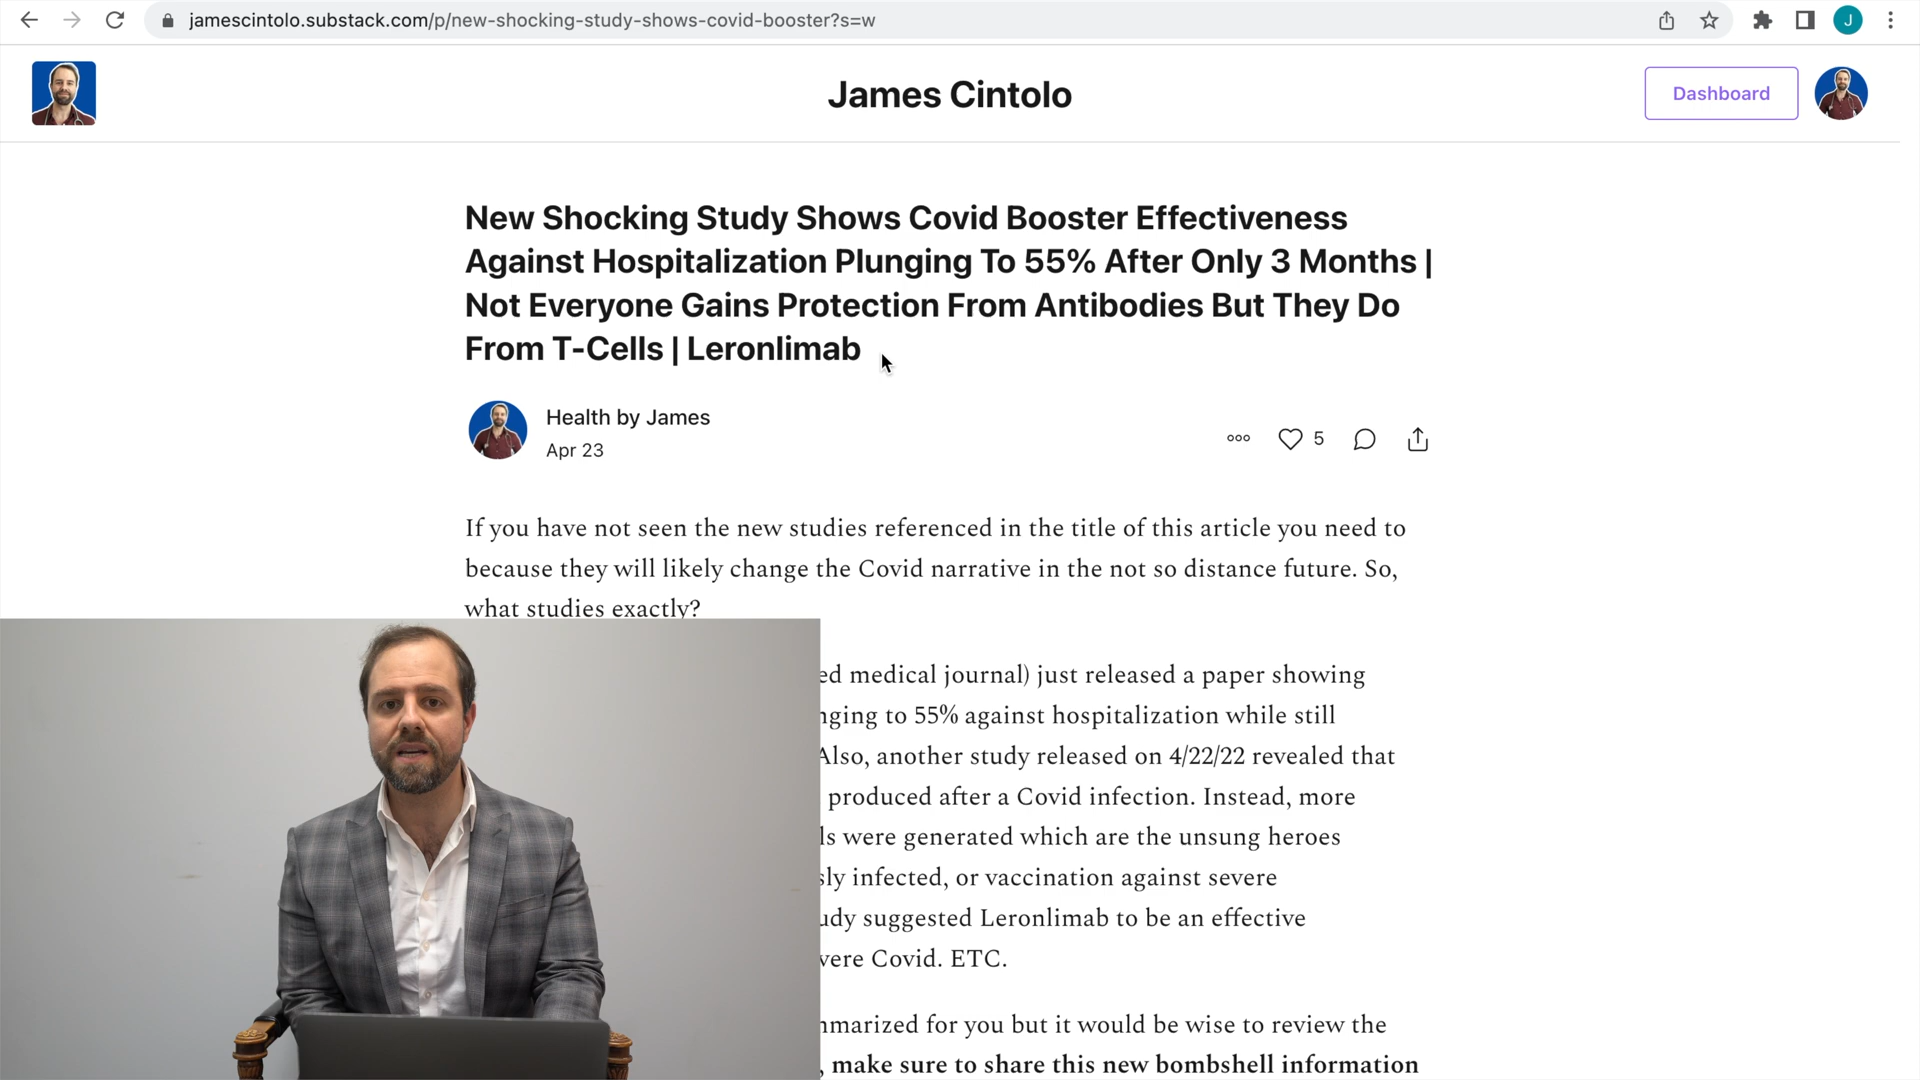 jamescintolo.substack.com/p/new-shocking-study-shows-covid-booster?s=w
J
James Cintolo
Dashboard
New Shocking Study Shows Covid Booster Effectiveness
Against Hospitalization Plunging To 55% After Only 3 Months |
Not Everyone Gains Protection From Antibodies But They Do
From T-Cells | Leronlimab
Health by James
Apr 23
5
If you have not seen the new studies referenced in the title of this article you need to
because they will likely change the Covid narrative in the not so distance future. So,
what studies exactly?
ed medical journal) just released a paper showing
nging to 55% against hospitalization while still
Also, another study released on 4/22/22 revealed that
produced after a Covid infection. Instead, more
ls were generated which are the unsung heroes
sly infected, or vaccination against severe
udy suggested Leronlimab to be an effective
vere Covid. ETC.
nmarized for you but it would be wise to review the
, make sure to share this new bombshell information